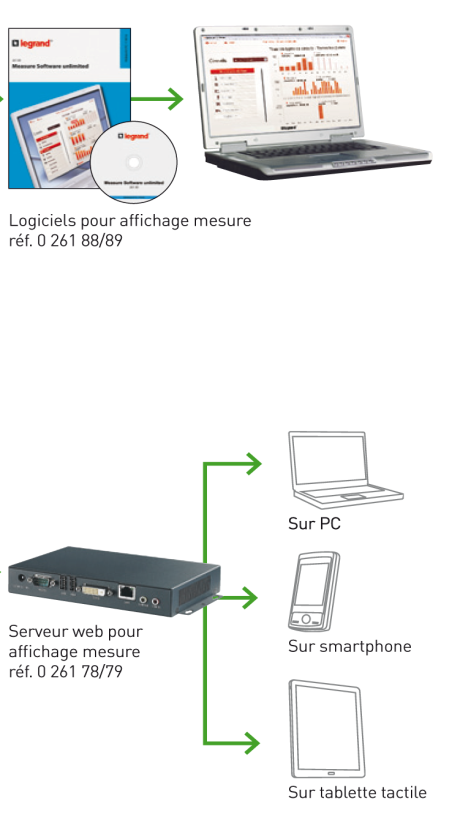 legrand
Measure Software unlimited
legrand
Measure Software unlimited
legrand
Logiciels pour affichage mesure
réf. 0 261 88/89
Sur PC
Serveur web pour
affichage mesure
réf. 0 261 78/79
Sur smartphone
Sur tablette tactile